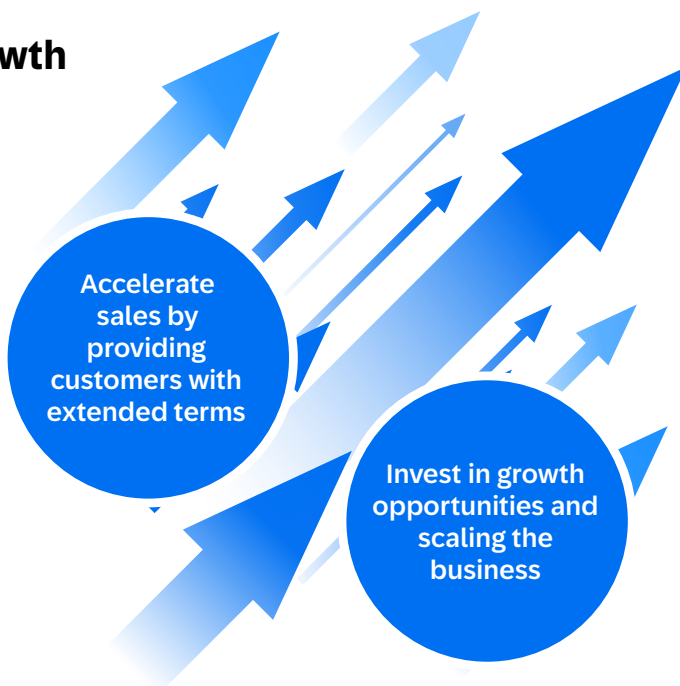 wth
Accelerate
sales by
providing
customers with
extended terms
Invest in growth
opportunities and
scaling the
business